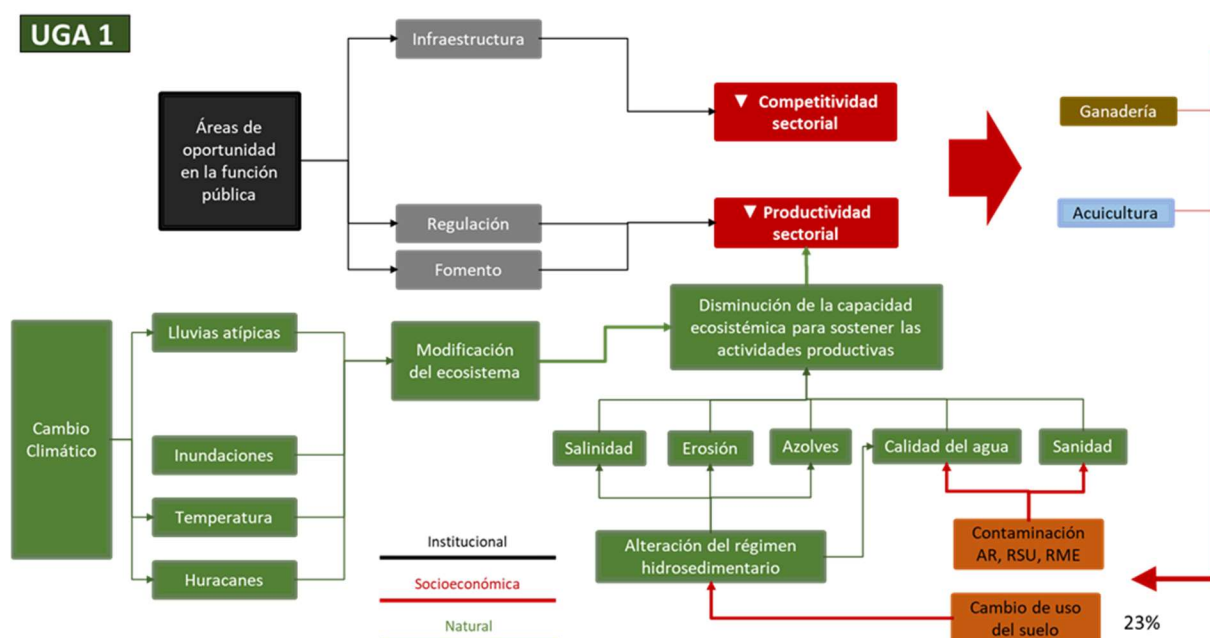 UGA 1
Infraestructura
Áreas de
oportunidad
en la función
pública
▼ Competitividad
sectorial
Ganadería
Regulación
▼ Productividad
sectorial
Acuicultura
Fomento
Lluvias atípicas
Modificación
del ecosistema
Disminución de la capacidad
ecosistémica para sostener las
actividades productivas
Cambio
Climático
Inundaciones
Salinidad
Erosión
Azolves
Calidad del agua
Sanidad
Temperatura
Huracanes
Institucional
Socioeconómica
Natural
Alteración del régimen
hidrosedimentario
Contaminación
AR, RSU, RME
Cambio de uso
del suelo
23%